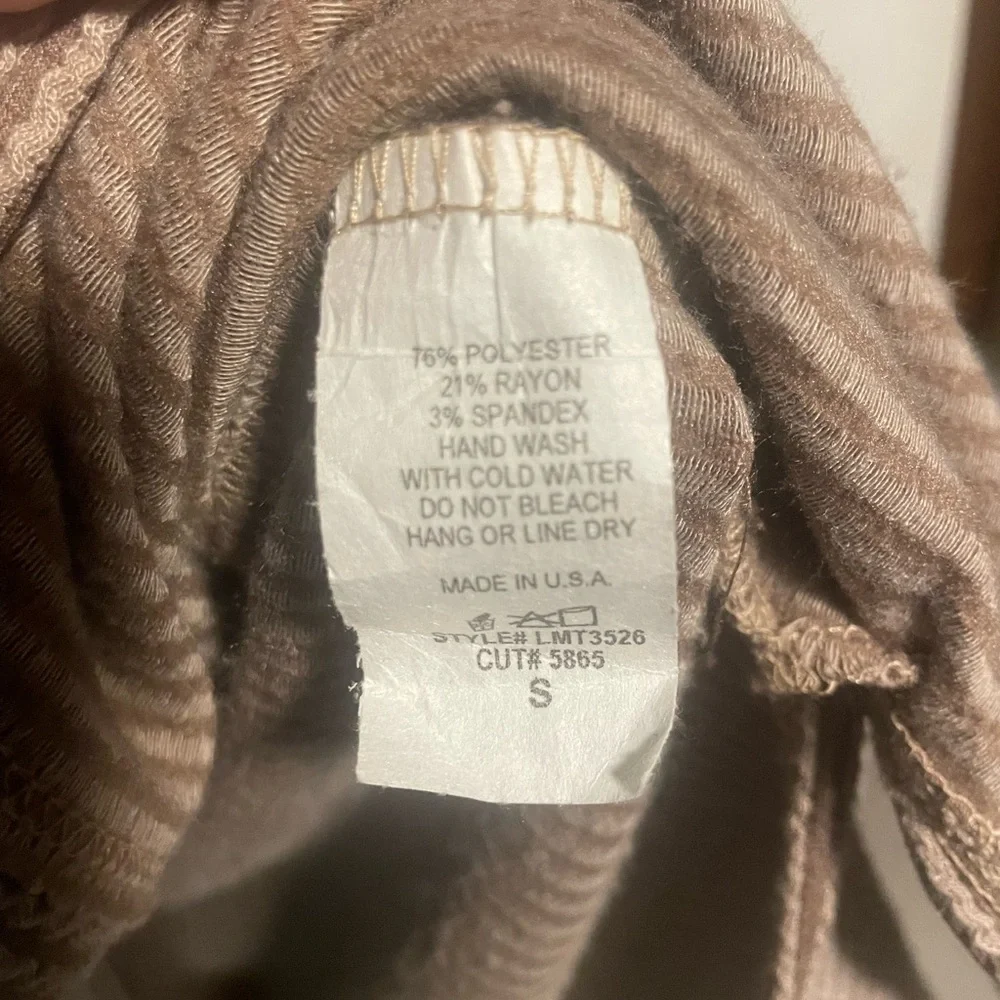 76% POLYESTER
21% RAYON
3% SPANDEX
HAND WASH
WITH COLD WATER
DO NOT BLEACH
HANG OR LINE DRY
MADE IN U.S.A.
STYLE# LMT3526
CUT# 5865
S